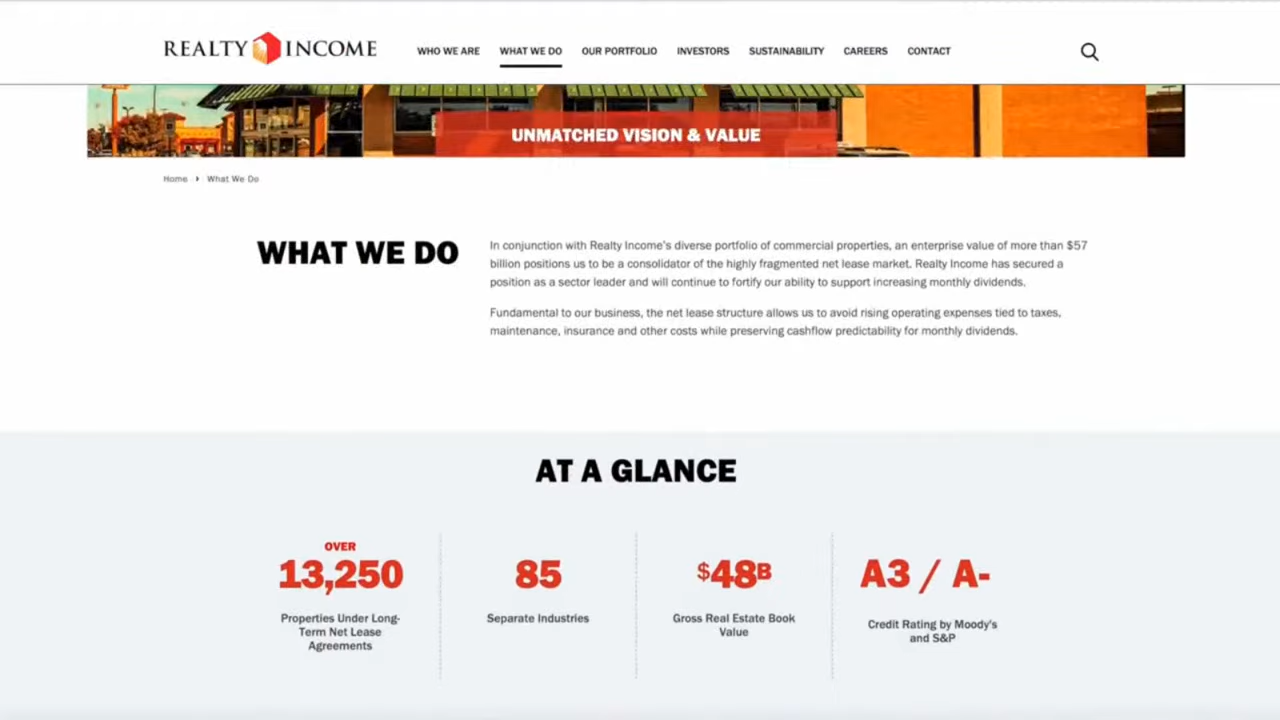 REALTY INCOME
WHO WE ARE
WHAT WE DO
OUR PORTFOLIO
INVESTORS
SUSTAINABILITY
CAREERS
CONTACT
UNMATCHED VISION & VALUE
Home
What We Do
WHAT WE DO
In conjunction with Realty Income's diverse portfolio of commercial properties, an enterprise value of more than $57
billion positions us to be a consolidator of the highly fragmented net lease market. Realty Income has secured a
position as a sector leader and will continue to fortify our ability to support increasing monthly dividends.
Fundamental to our business, the net lease structure allows us to avoid rising operating expenses tied to taxes,
maintenance, insurance and other costs while preserving cashflow predictability for monthly dividends.
AT A GLANCE
OVER
13,250
Properties Under Long-
Term Net Lease
Agreements
85
Separate Industries
$48B
Gross Real Estate Book
Value
A3 / A-
Credit Rating by Moody's
and S&P